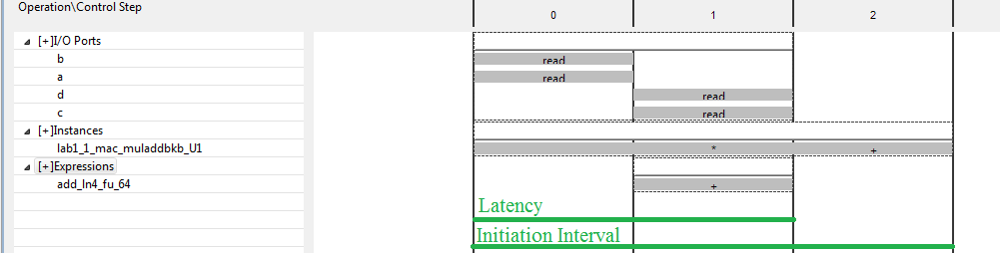 Operation\Control Step
0 1 2
[+]I/O Ports
b read
a read
d read
c read
[+]Instances
lab1_1_mac_muladdbkb_U1 * +
[+]Expressions
add_ln4_fu_64 +
Latency
Initiation Interval